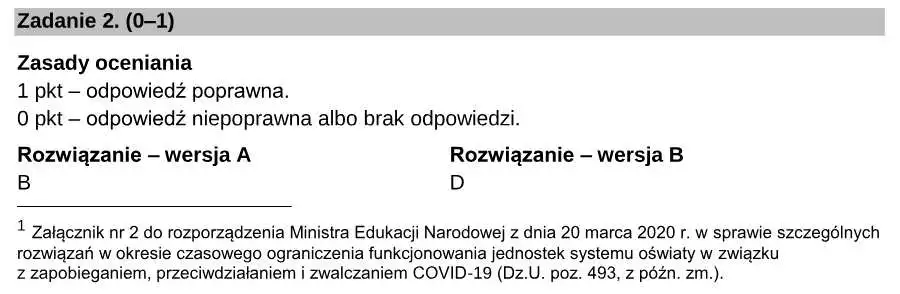 Zadanie 2. (0–1)
Zasady oceniania
1 pkt – odpowiedź poprawna.
0 pkt – odpowiedź niepoprawna albo brak odpowiedzi.
Rozwiązanie – wersja A
Rozwiązanie – wersja B
B
D
1 Załącznik nr 2 do rozporządzenia Ministra Edukacji Narodowej z dnia 20 marca 2020 r. w sprawie szczególnych
rozwiązań w okresie czasowego ograniczenia funkcjonowania jednostek systemu oświaty w związku
z zapobieganiem, przeciwdziałaniem i zwalczaniem COVID-19 (Dz.U. poz. 493, z późn. zm.).